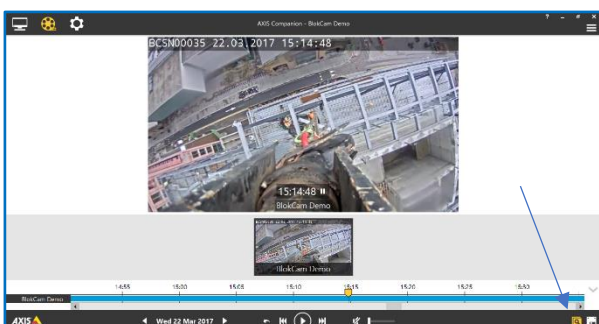 AXIS Companion - BlokCam Demo
? - ×
BCSN00035 22.03.2017 15:14:48
15:14:48
BlokCam Demo
BlokCam Demo
14:55 15:00 15:05 15:10 15:15 15:20 15:25 15:30
BlokCam Demo
AXIS Wed 22 Mar 2017